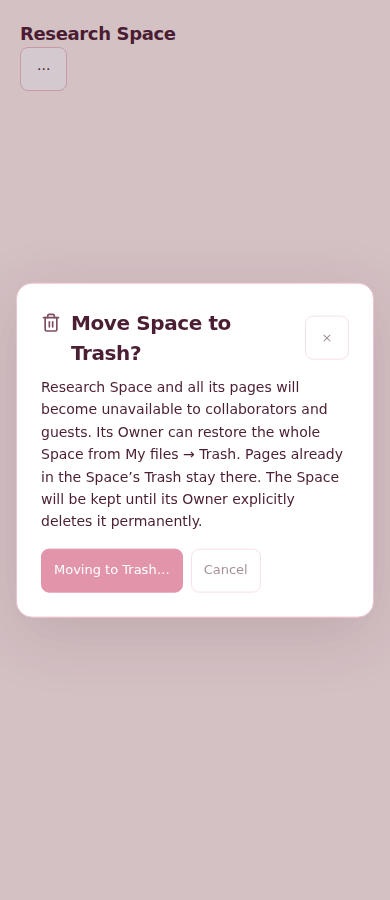 Research Space
...
Move Space to
Trash?
×
Research Space and all its pages will
become unavailable to collaborators and
guests. Its Owner can restore the whole
Space from My files → Trash. Pages already
in the Space’s Trash stay there. The Space
will be kept until its Owner explicitly
deletes it permanently.
Moving to Trash…
Cancel